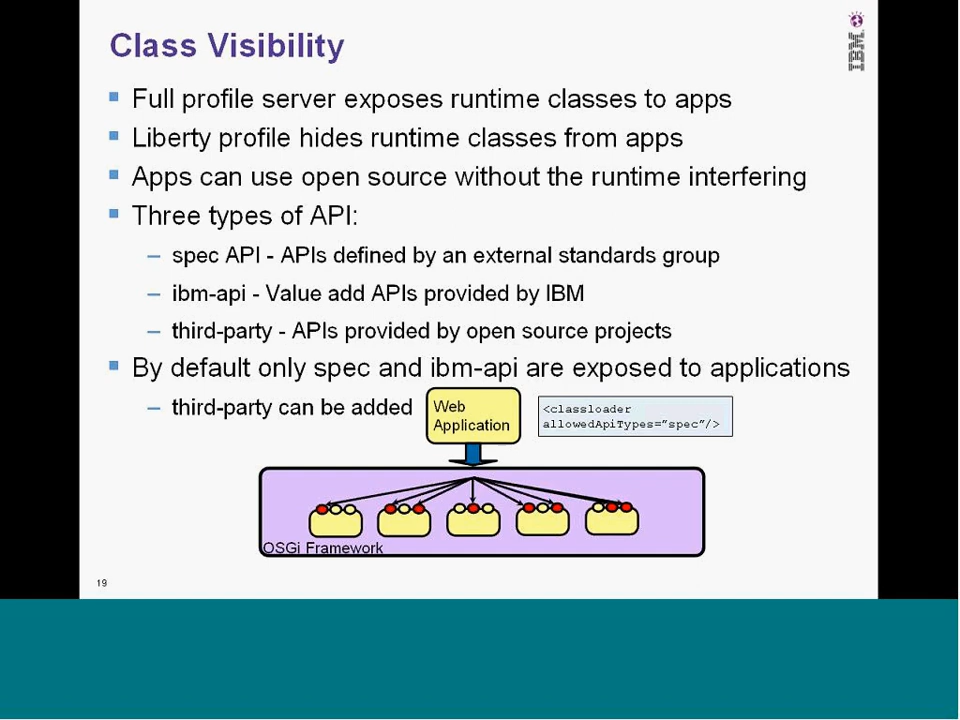 Class Visibility
IBM.
Full profile server exposes runtime classes to apps
Liberty profile hides runtime classes from apps
Apps can use open source without the runtime interfering
Three types of API:
– spec API - APIs defined by an external standards group
– ibm-api - Value add APIs provided by IBM
– third-party - APIs provided by open source projects
By default only spec and ibm-api are exposed to applications
– third-party can be added
Web
Application
<classloader
allowedApiTypes="spec"/>
OSGi Framework
19